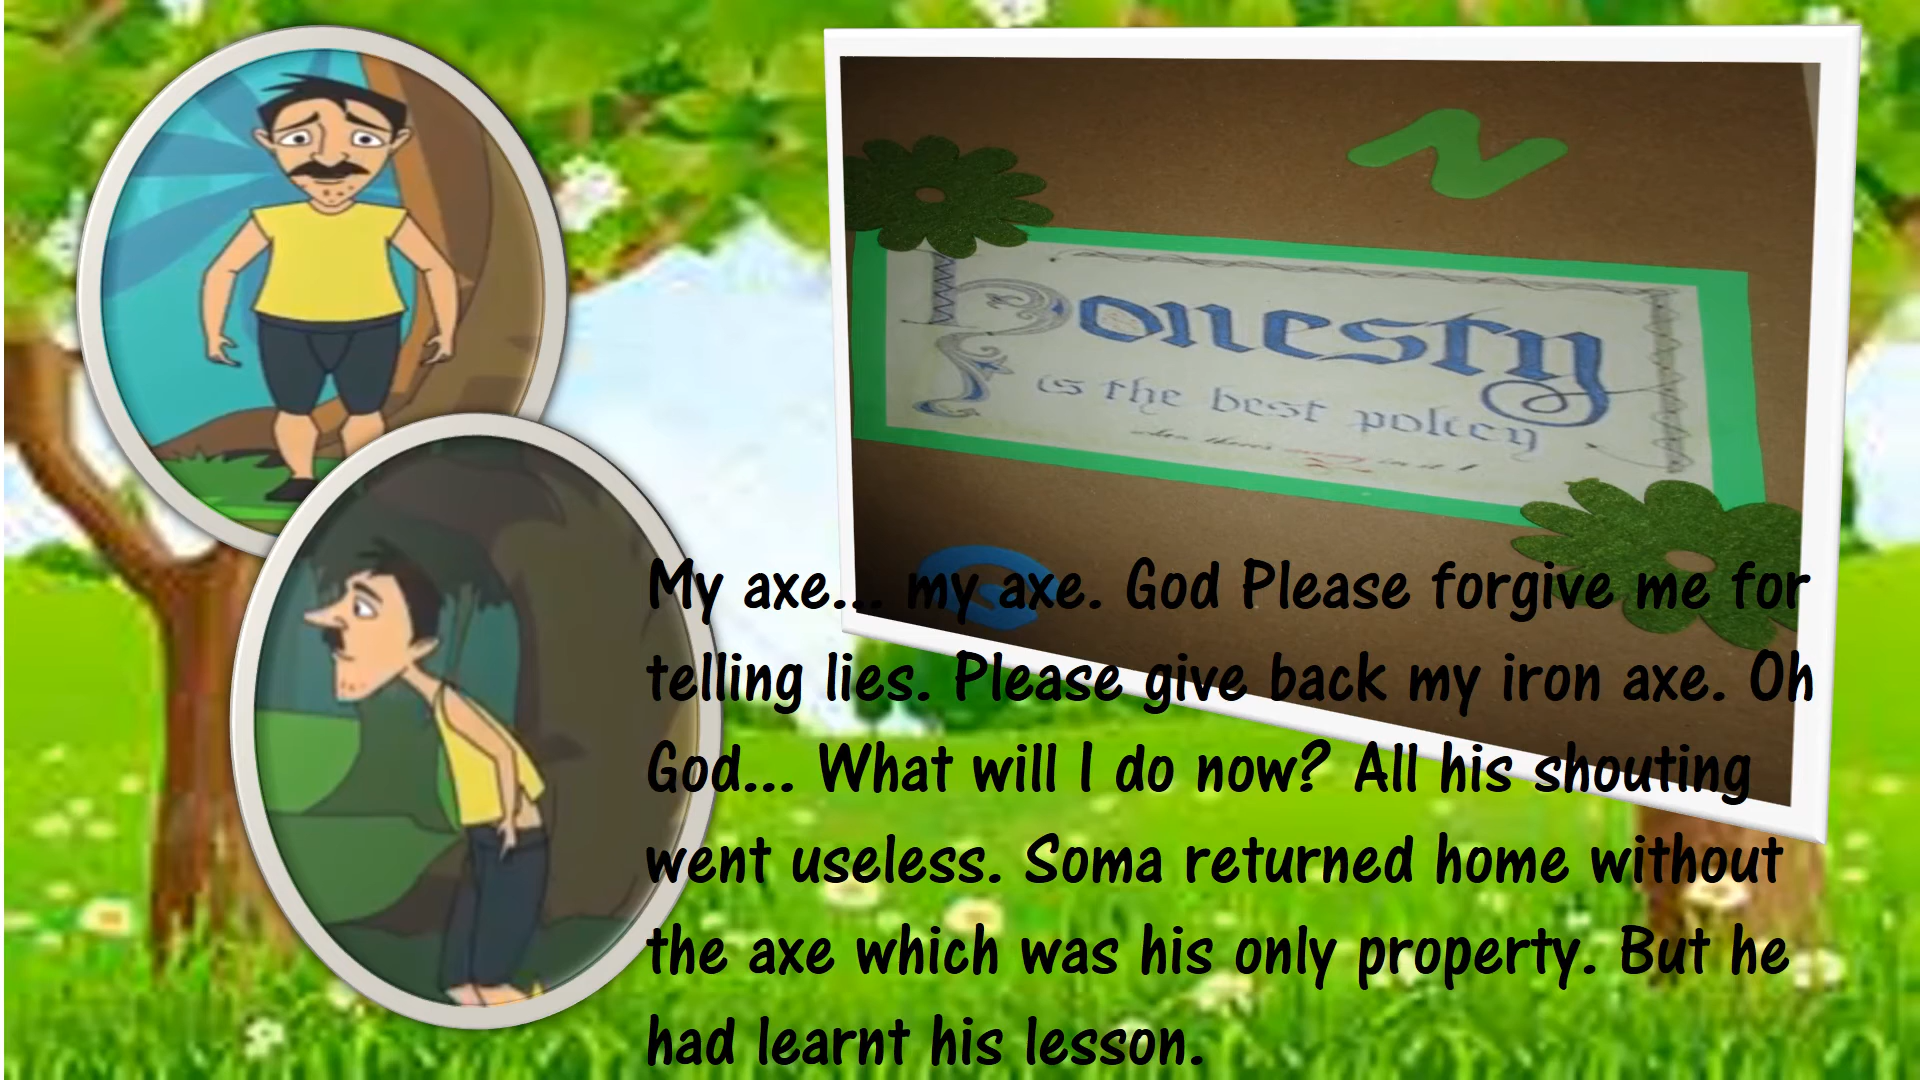 Honesty
is the best policy
My axe... my axe. God Please forgive me for
telling lies. Please give back my iron axe. Oh
God... What will I do now? All his shouting
went useless. Soma returned home without
the axe which was his only property. But he
had learnt his lesson.